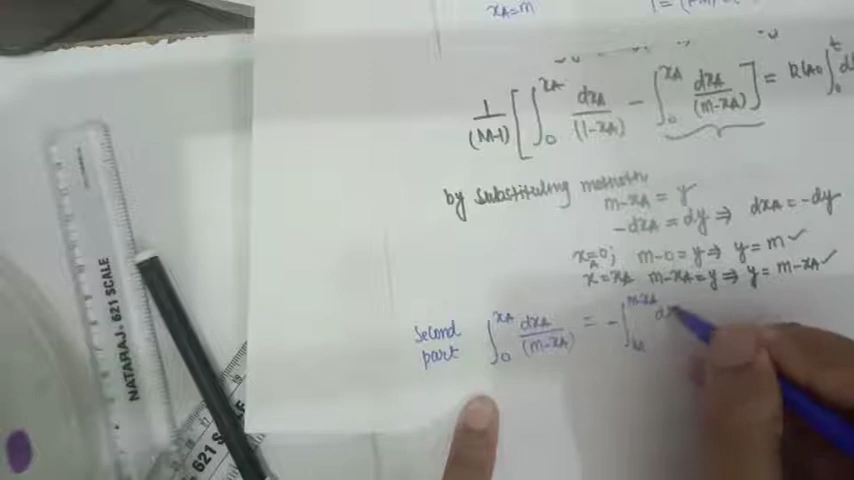 xA=m
1/(M-1) [ ∫0^xA dxA/(1-xA) - ∫0^xA dxA/(m-xA) ] = kCA0 ∫0^t
by substituting method
m-xA = y
-dxA = dy ⇒ dxA = -dy
xA=0; m-0=y ⇒ y=m ✓
x=xA m-xA=y ⇒ y=m-xA ✓
Second part ∫0^xA dxA/(m-xA) = - ∫m^m-xA
NATARAJ 621 SCALE
621 SCALE